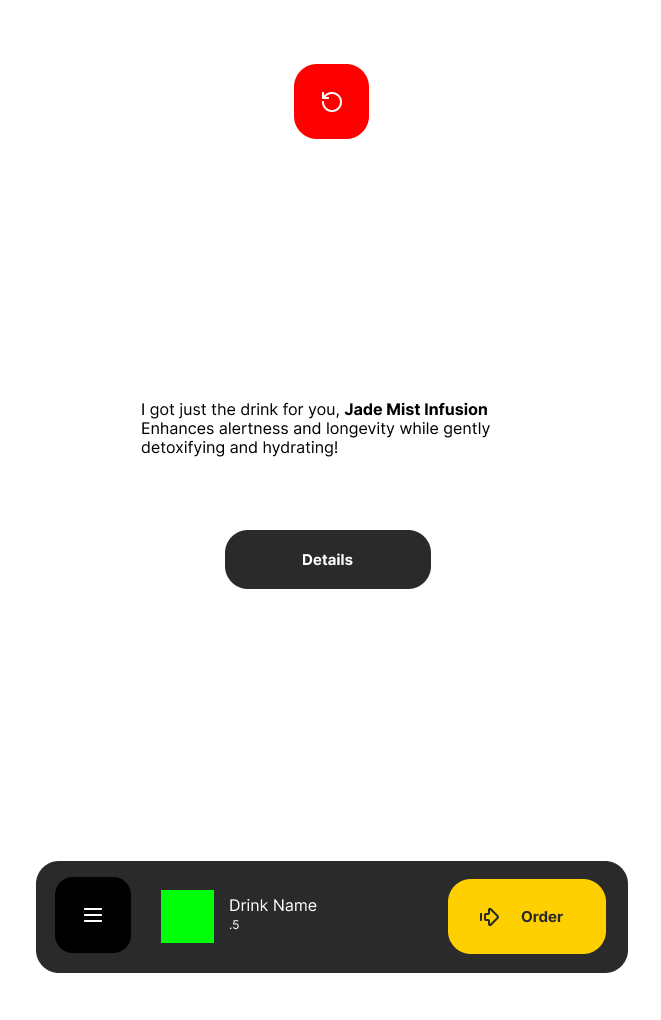 I got just the drink for you, Jade Mist Infusion
Enhances alertness and longevity while gently
detoxifying and hydrating!
Details
Drink Name
.5
Order